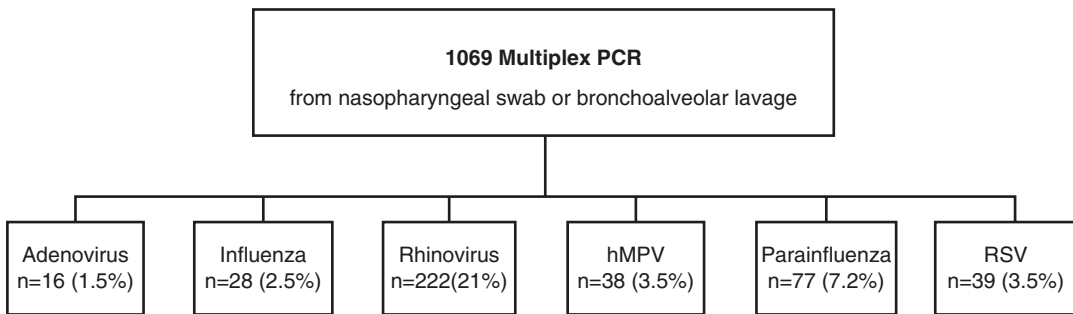 1069 Multiplex PCR
from nasopharyngeal swab or bronchoalveolar lavage
Adenovirus
n=16 (1.5%)
Influenza
n=28 (2.5%)
Rhinovirus
n=222(21%)
hMPV
n=38 (3.5%)
Parainfluenza
n=77 (7.2%)
RSV
n=39 (3.5%)